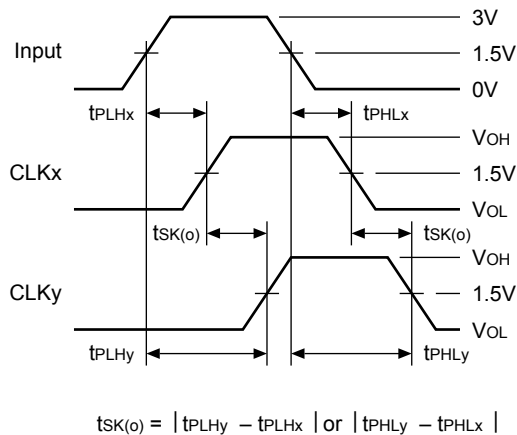 3V
Input
1.5V
0V
tPLHx
tPHLx
VOH
CLKx
1.5V
VOL
tSK(o)
tSK(o)
VOH
CLKy
1.5V
VOL
tPLHy
tPHLy
tSK(o) = | tPLHy – tPLHx | or | tPHLy – tPHLx |